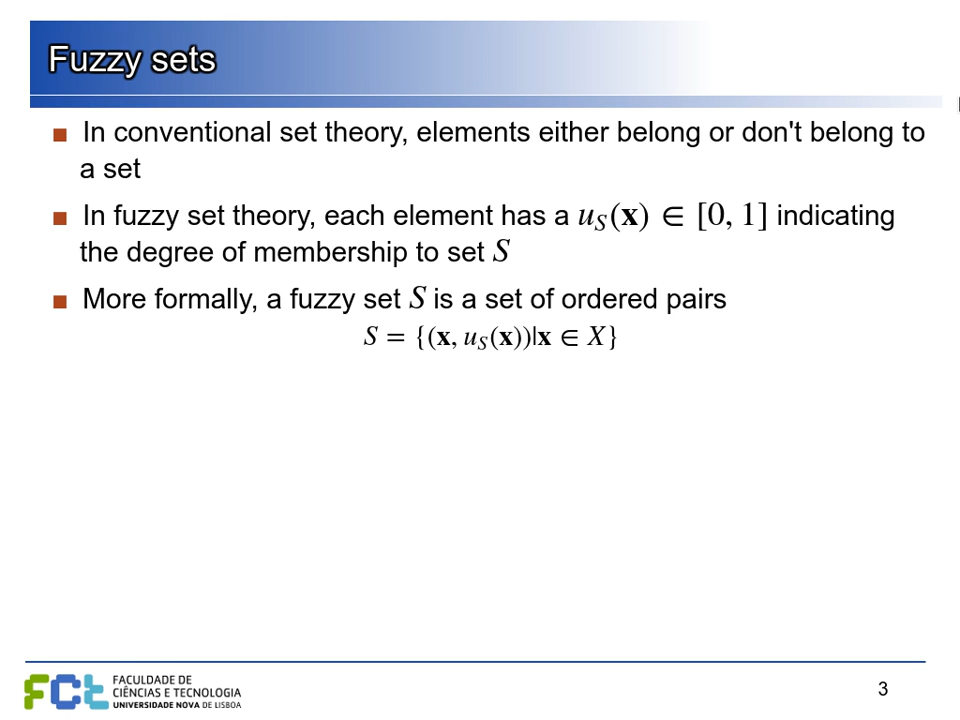 Fuzzy sets
■ In conventional set theory, elements either belong or don't belong to
a set
■ In fuzzy set theory, each element has a u_S(𝐱) ∈ [0, 1] indicating
the degree of membership to set S
■ More formally, a fuzzy set S is a set of ordered pairs
S = {(𝐱, u_S(𝐱))|𝐱 ∈ X}
FCt
FACULDADE DE
CIÊNCIAS E TECNOLOGIA
UNIVERSIDADE NOVA DE LISBOA
3